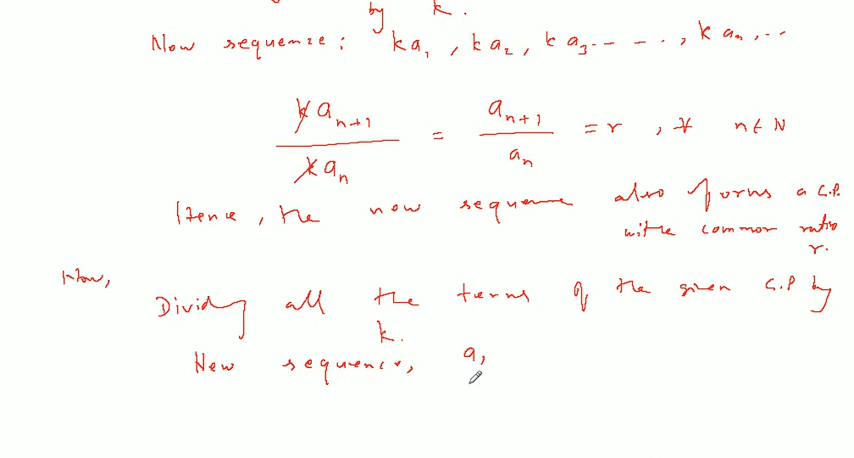 by k.
Now sequence: ka₁, ka₂, ka₃ - - - - ., kaₙ, ..
kaₙ₊₁ / kaₙ = aₙ₊₁ / aₙ = r, ∀ n ∈ N
Hence, the now sequence also forms a G.P.
with common ratio
r.
Now,
Dividing all the terms of the given G.P by
k.
New sequence, a₁